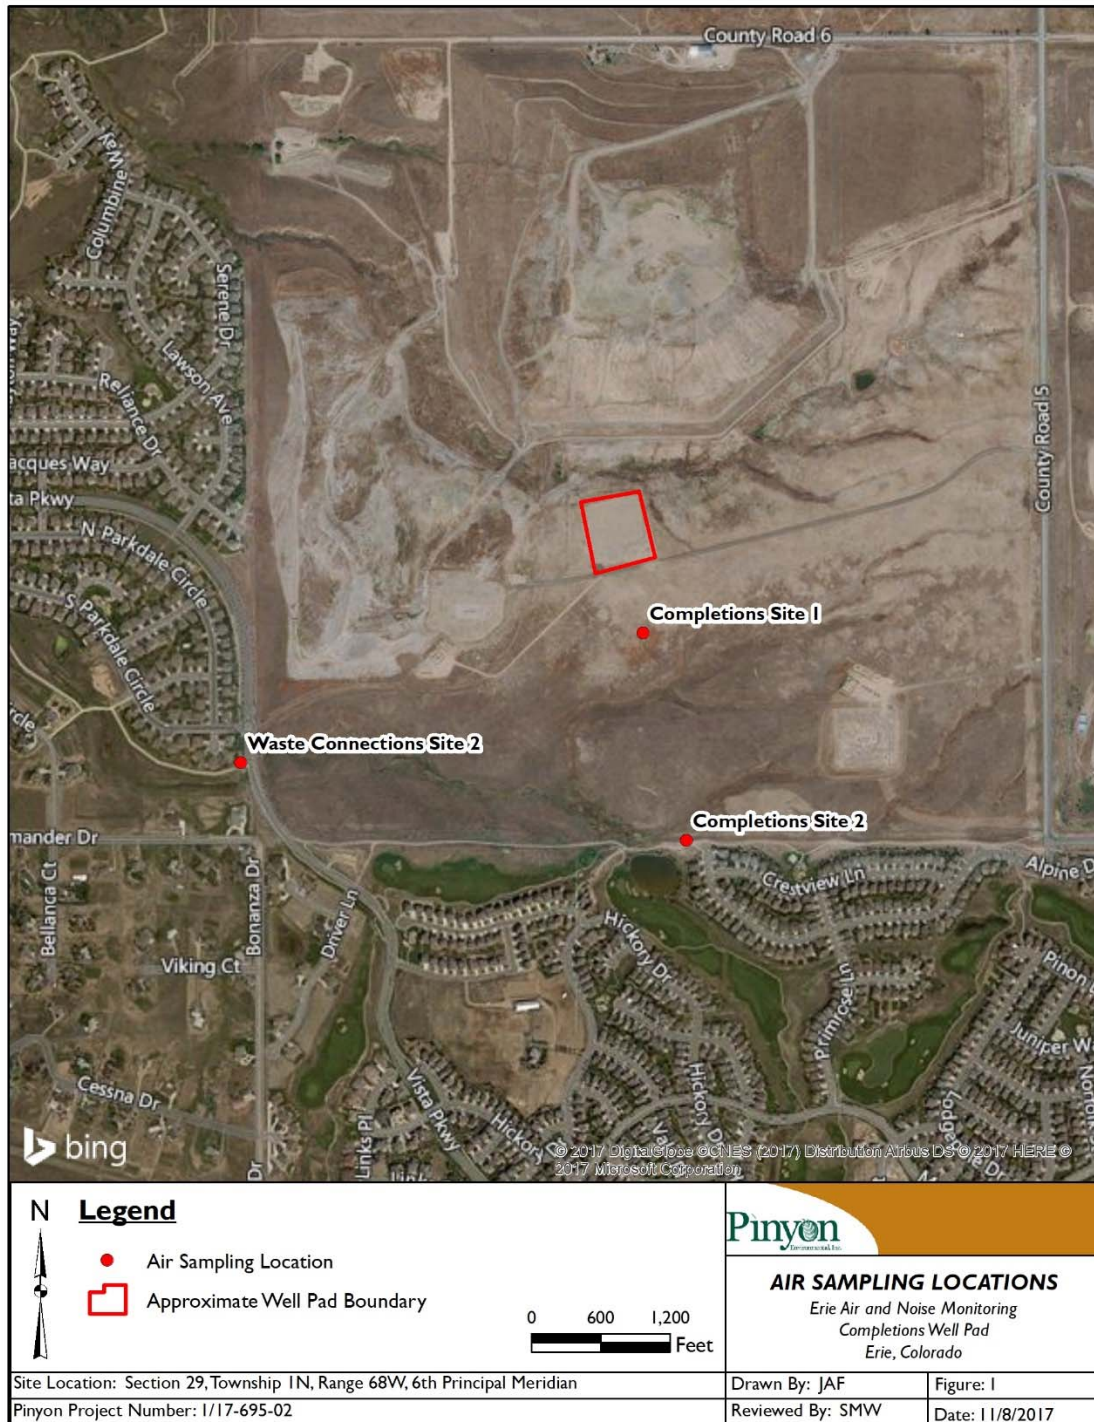 County Road 6
Columbine Way
Serene Dr
Lawson Ave
Reliance Dr
acques Way
ta Pkwy
N Parkdale Circle
S Parkdale Circle
County Road 5
Completions Site 1
Waste Connections Site 2
Completions Site 2
rcle
mander Dr
Bellanca Ct
Bonanza Dr
Driver Ln
Viking Ct
Cessna Dr
Crestview Ln
Alpine D
Hickory Dr
Primrose Ln
Pinon
Juniper W
Vista Pkwy
Links Pl
Hickory D
Dr
bing
© 2017 DigitalGlobe ©CNES (2017) Distribution Airbus DS © 2017 HERE ©
2017 Microsoft Corporation
N
Legend
Air Sampling Location
Approximate Well Pad Boundary
0 600 1,200
Feet
Pinyon
Environmental, Inc.
AIR SAMPLING LOCATIONS
Erie Air and Noise Monitoring
Completions Well Pad
Erie, Colorado
Site Location: Section 29, Township 1N, Range 68W, 6th Principal Meridian
Drawn By: JAF
Figure: 1
Pinyon Project Number: 1/17-695-02
Reviewed By: SMW
Date: 11/8/2017